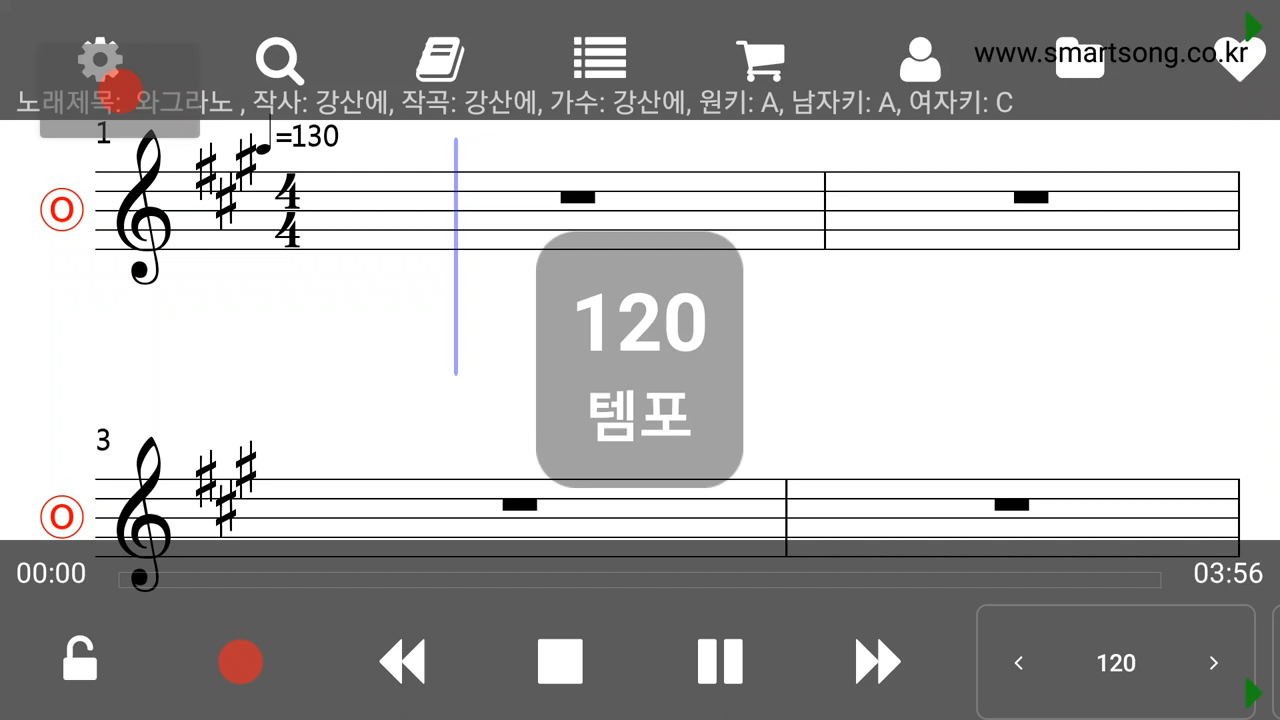 www.smartsong.co.kr
노래제목: 와그라노 , 작사: 강산에, 작곡: 강산에, 가수: 강산에, 원키: A, 남자키: A, 여자키: C
1
=130
4
4
O
120
템포
3
O
00:00
03:56
< 120 >